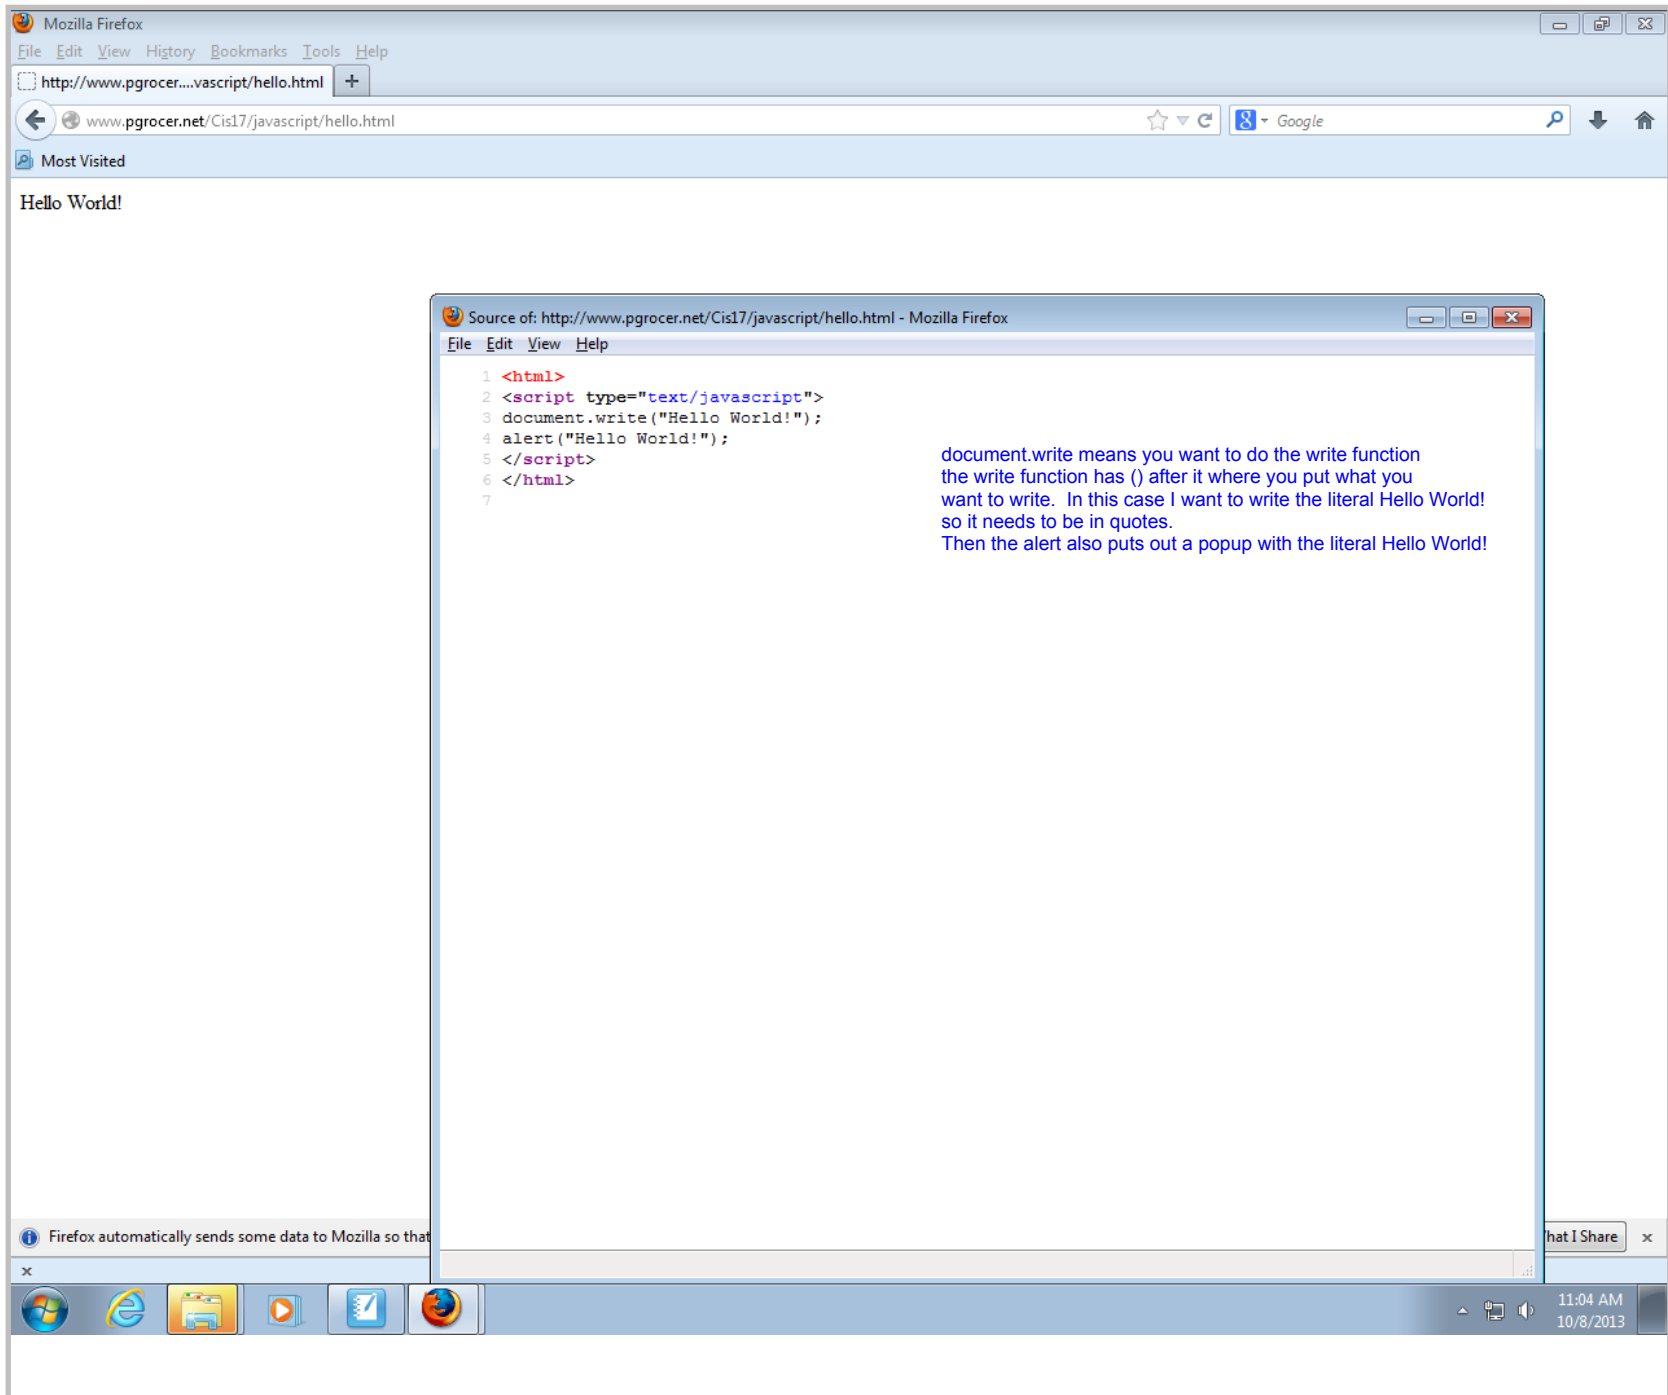 Mozilla Firefox
File Edit View History Bookmarks Tools Help
http://www.pgrocer....vascript/hello.html
www.pgrocer.net/Cis17/javascript/hello.html
Google
Most Visited
Hello World!
Source of: http://www.pgrocer.net/Cis17/javascript/hello.html - Mozilla Firefox
File Edit View Help
1 <html>
2 <script type="text/javascript">
3 document.write("Hello World!");
4 alert("Hello World!");
5 </script>
6 </html>
7
document.write means you want to do the write function
the write function has () after it where you put what you
want to write. In this case I want to write the literal Hello World!
so it needs to be in quotes.
Then the alert also puts out a popup with the literal Hello World!
Firefox automatically sends some data to Mozilla so that
hat I Share
11:04 AM
10/8/2013